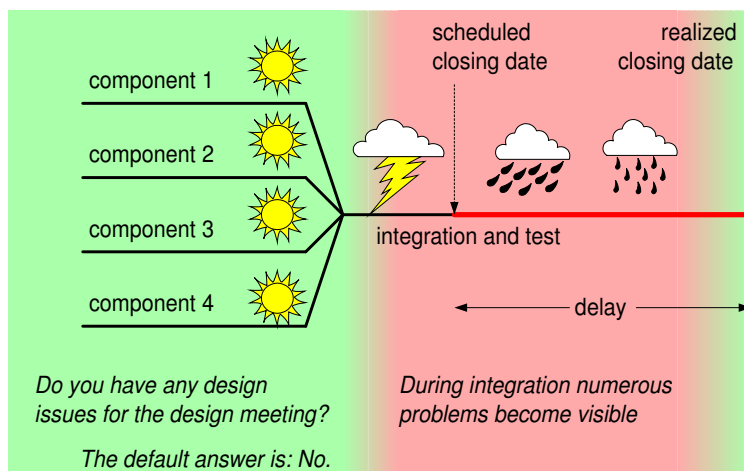 scheduled
closing date
realized
closing date
component 1
component 2
component 3
component 4
integration and test
delay
Do you have any design
issues for the design meeting?
The default answer is: No.
During integration numerous
problems become visible